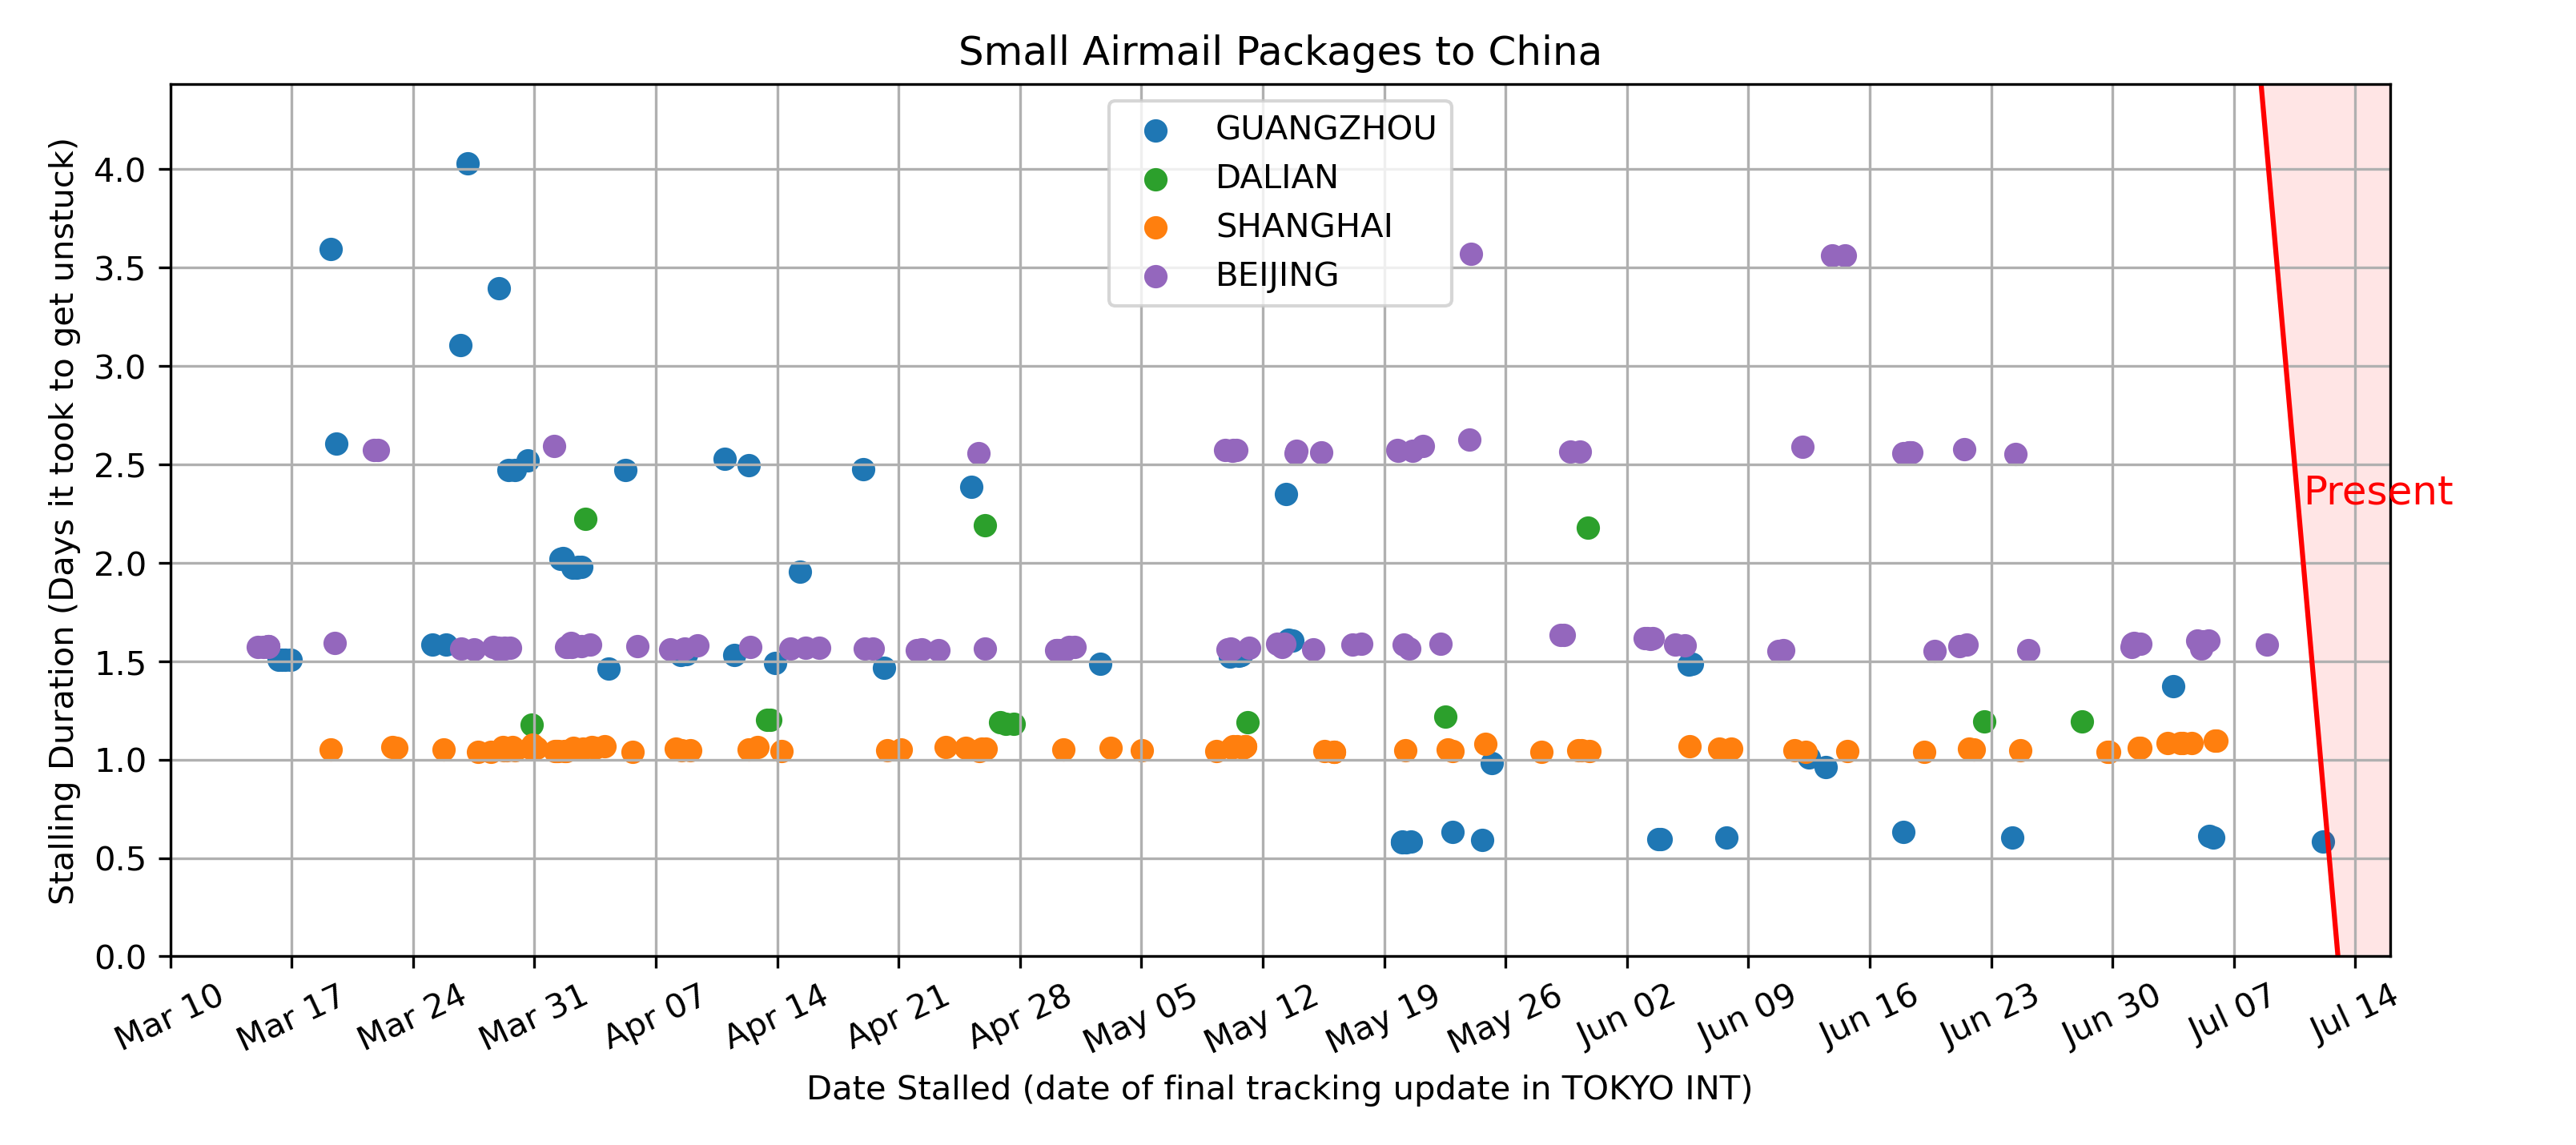 Small Airmail Packages to China
GUANGZHOU
DALIAN
SHANGHAI
BEIJING
Stalling Duration (Days it took to get unstuck)
4.0
3.5
3.0
2.5
2.0
1.5
1.0
0.5
0.0
Present
Mar 10
Mar 17
Mar 24
Mar 31
Apr 07
Apr 14
Apr 21
Apr 28
May 05
May 12
May 19
May 26
Jun 02
Jun 09
Jun 16
Jun 23
Jun 30
Jul 07
Jul 14
Date Stalled (date of final tracking update in TOKYO INT)